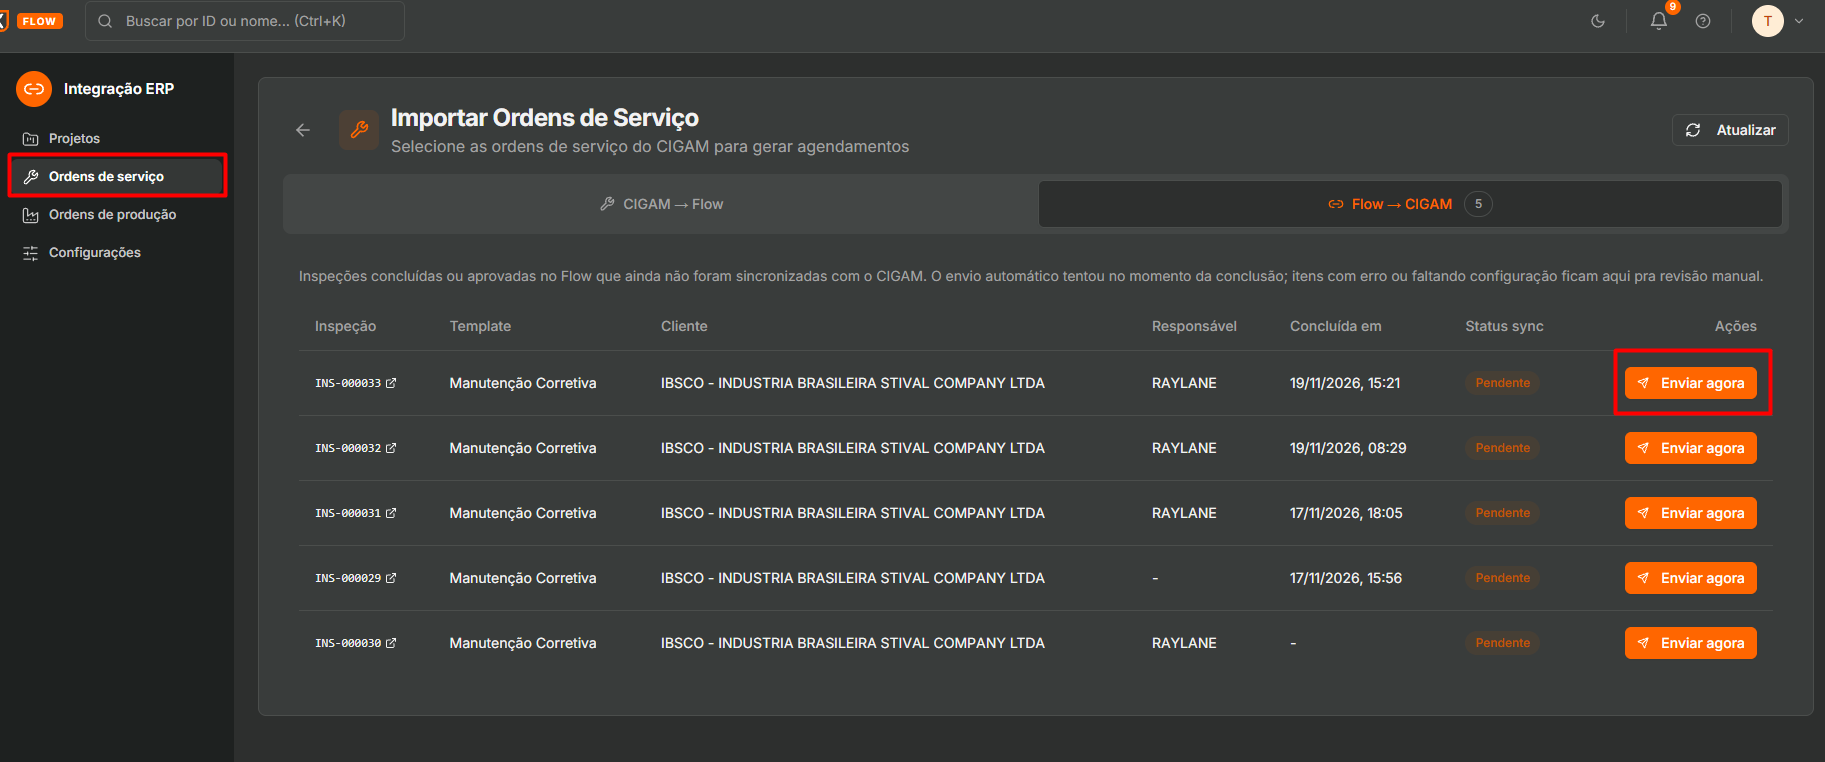 FLOW
Buscar por ID ou nome... (Ctrl+K)
9
T
Integração ERP
Projetos
Ordens de serviço
Ordens de produção
Configurações
Importar Ordens de Serviço
Selecione as ordens de serviço do CIGAM para gerar agendamentos
Atualizar
CIGAM → Flow
Flow → CIGAM 5
Inspeções concluídas ou aprovadas no Flow que ainda não foram sincronizadas com o CIGAM. O envio automático tentou no momento da conclusão; itens com erro ou faltando configuração ficam aqui pra revisão manual.
Inspeção Template Cliente Responsável Concluída em Status sync Ações
INS-000033 Manutenção Corretiva IBSCO - INDUSTRIA BRASILEIRA STIVAL COMPANY LTDA RAYLANE 19/11/2026, 15:21 Pendente Enviar agora
INS-000032 Manutenção Corretiva IBSCO - INDUSTRIA BRASILEIRA STIVAL COMPANY LTDA RAYLANE 19/11/2026, 08:29 Pendente Enviar agora
INS-000031 Manutenção Corretiva IBSCO - INDUSTRIA BRASILEIRA STIVAL COMPANY LTDA RAYLANE 17/11/2026, 18:05 Pendente Enviar agora
INS-000029 Manutenção Corretiva IBSCO - INDUSTRIA BRASILEIRA STIVAL COMPANY LTDA - 17/11/2026, 15:56 Pendente Enviar agora
INS-000030 Manutenção Corretiva IBSCO - INDUSTRIA BRASILEIRA STIVAL COMPANY LTDA RAYLANE - Pendente Enviar agora